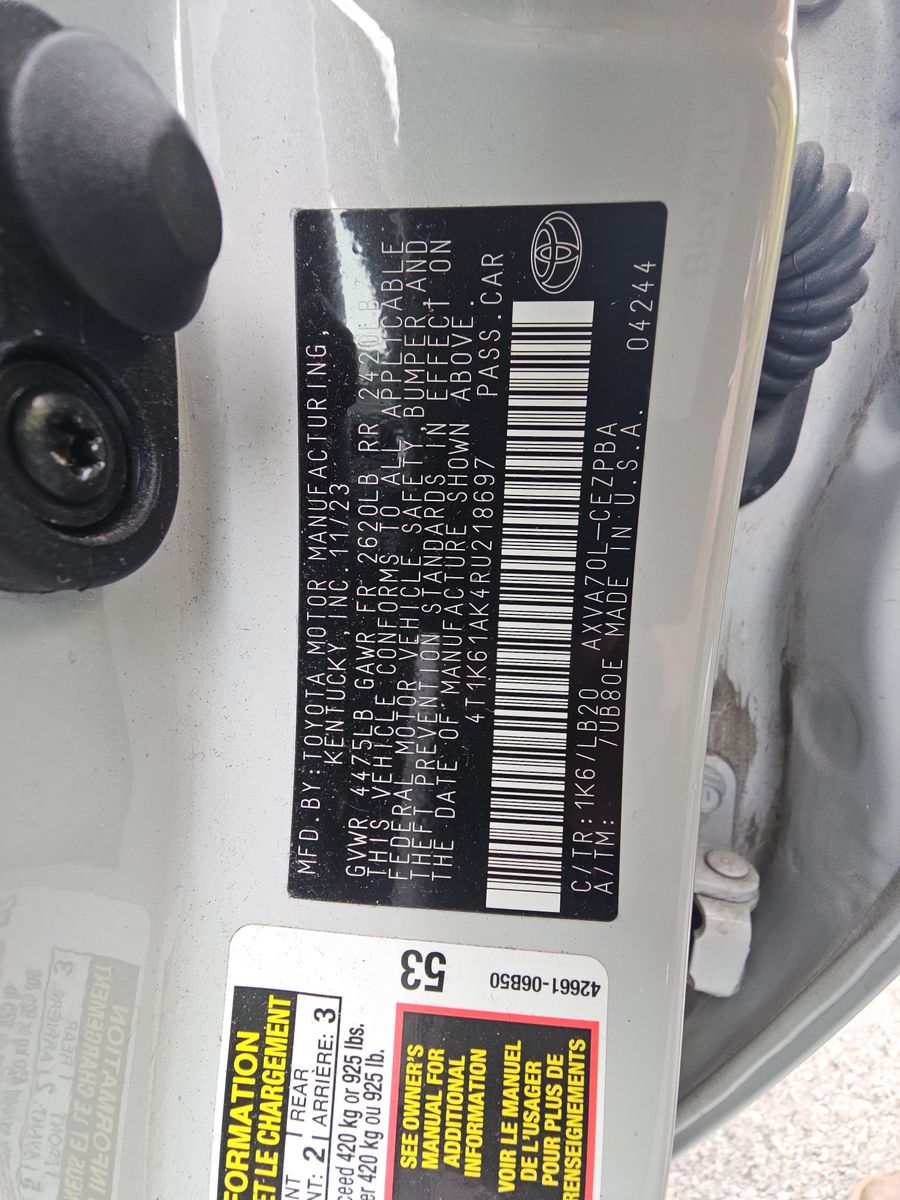 MFD.BY:TOYOTA MOTOR MANUFACTURING,
KENTUCKY,INC. 11/23
GVWR 4475LB GAWR FR 2620LB RR 2420LB
THIS VEHICLE CONFORMS TO ALL APPLICABLE
FEDERAL MOTOR VEHICLE SAFETY, BUMPER,AND
THEFT PREVENTION STANDARDS IN EFFECT ON
THE DATE OF MANUFACTURE SHOWN ABOVE.
4T1K61AK4RU218697 PASS.CAR
C/TR:1K6/LB20 AXVA70L-CEZPBA
A/TM: /UB80E MADE IN U.S.A. 04244
ET LE CHARGEMENT
REAR
2 ARRIÈRE: 3
420 kg or 925 lbs.
420 kg ou 925 lb.
53
42661-06B50
SEE OWNER'S
MANUAL FOR
ADDITIONAL
INFORMATION
VOIR LE MANUEL
DE L'USAGER
POUR PLUS DE
RENSEIGNEMENTS